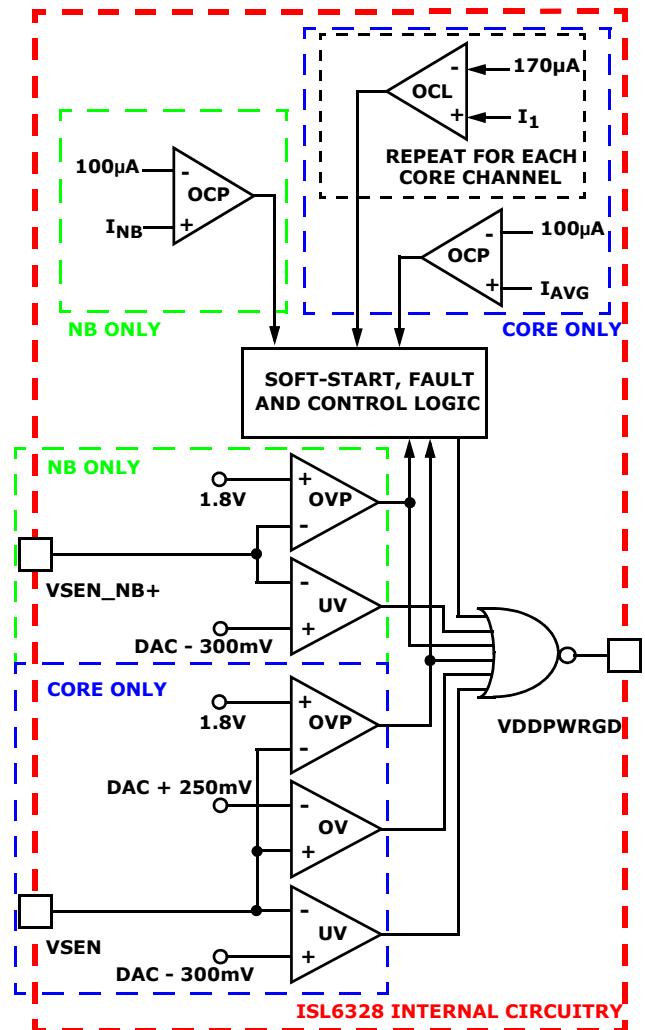 170µA
-
OCL
+
I1
REPEAT FOR EACH
CORE CHANNEL
100µA
-
OCP
INB
+
-
100µA
OCP
+
IAVG
NB ONLY
CORE ONLY
SOFT-START, FAULT
AND CONTROL LOGIC
NB ONLY
+
1.8V
OVP
-
VSEN_NB+
-
UV
+
DAC - 300mV
CORE ONLY
+
1.8V
OVP
-
VDDPWRGD
DAC + 250mV
-
OV
+
-
VSEN
UV
+
DAC - 300mV
ISL6328 INTERNAL CIRCUITRY